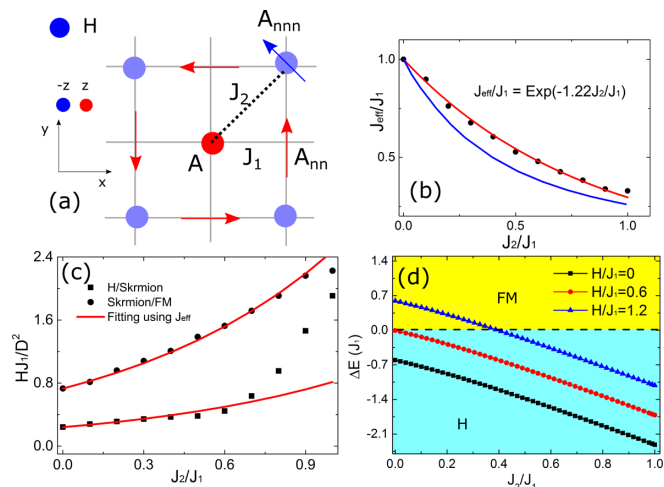 H
A_nnn
-z z
J_2
y
A
J_1
A_nn
x
(a)
1.0
J_eff/J_1 = Exp(-1.22J_2/J_1)
J_eff/J_1
0.5
(b)
0.0 0.5 1.0
J_2/J_1
2.4
(c)
H/Skrmion
Skrmion/FM
Fitting using J_eff
1.6
HJ_1/D^2
0.8
0.0
0.0 0.3 0.6 0.9
J_2/J_1
1.4
(d)
H/J_1=0
H/J_1=0.6
H/J_1=1.2
0.7
FM
0.0
ΔE (J_1)
-0.7
-1.4
H
-2.1
0.0 0.2 0.4 0.6 0.8 1.0
J_2/J_1